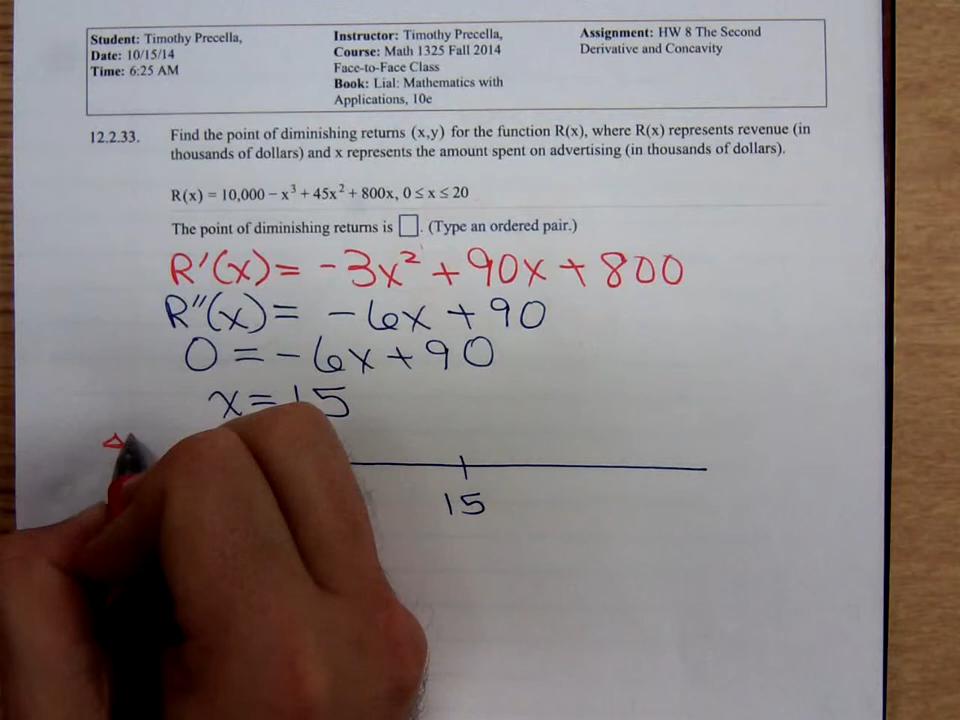 Student: Timothy Precella,
Date: 10/15/14
Time: 6:25 AM
Instructor: Timothy Precella,
Course: Math 1325 Fall 2014
Face-to-Face Class
Book: Lial: Mathematics with
Applications, 10e
Assignment: HW 8 The Second
Derivative and Concavity
12.2.33. Find the point of diminishing returns (x,y) for the function R(x), where R(x) represents revenue (in
thousands of dollars) and x represents the amount spent on advertising (in thousands of dollars).
R(x) = 10,000 − x³ + 45x² + 800x, 0 ≤ x ≤ 20
The point of diminishing returns is □. (Type an ordered pair.)
R'(x) = -3x² + 90x + 800
R''(x) = -6x + 90
0 = -6x + 90
x = 15
15